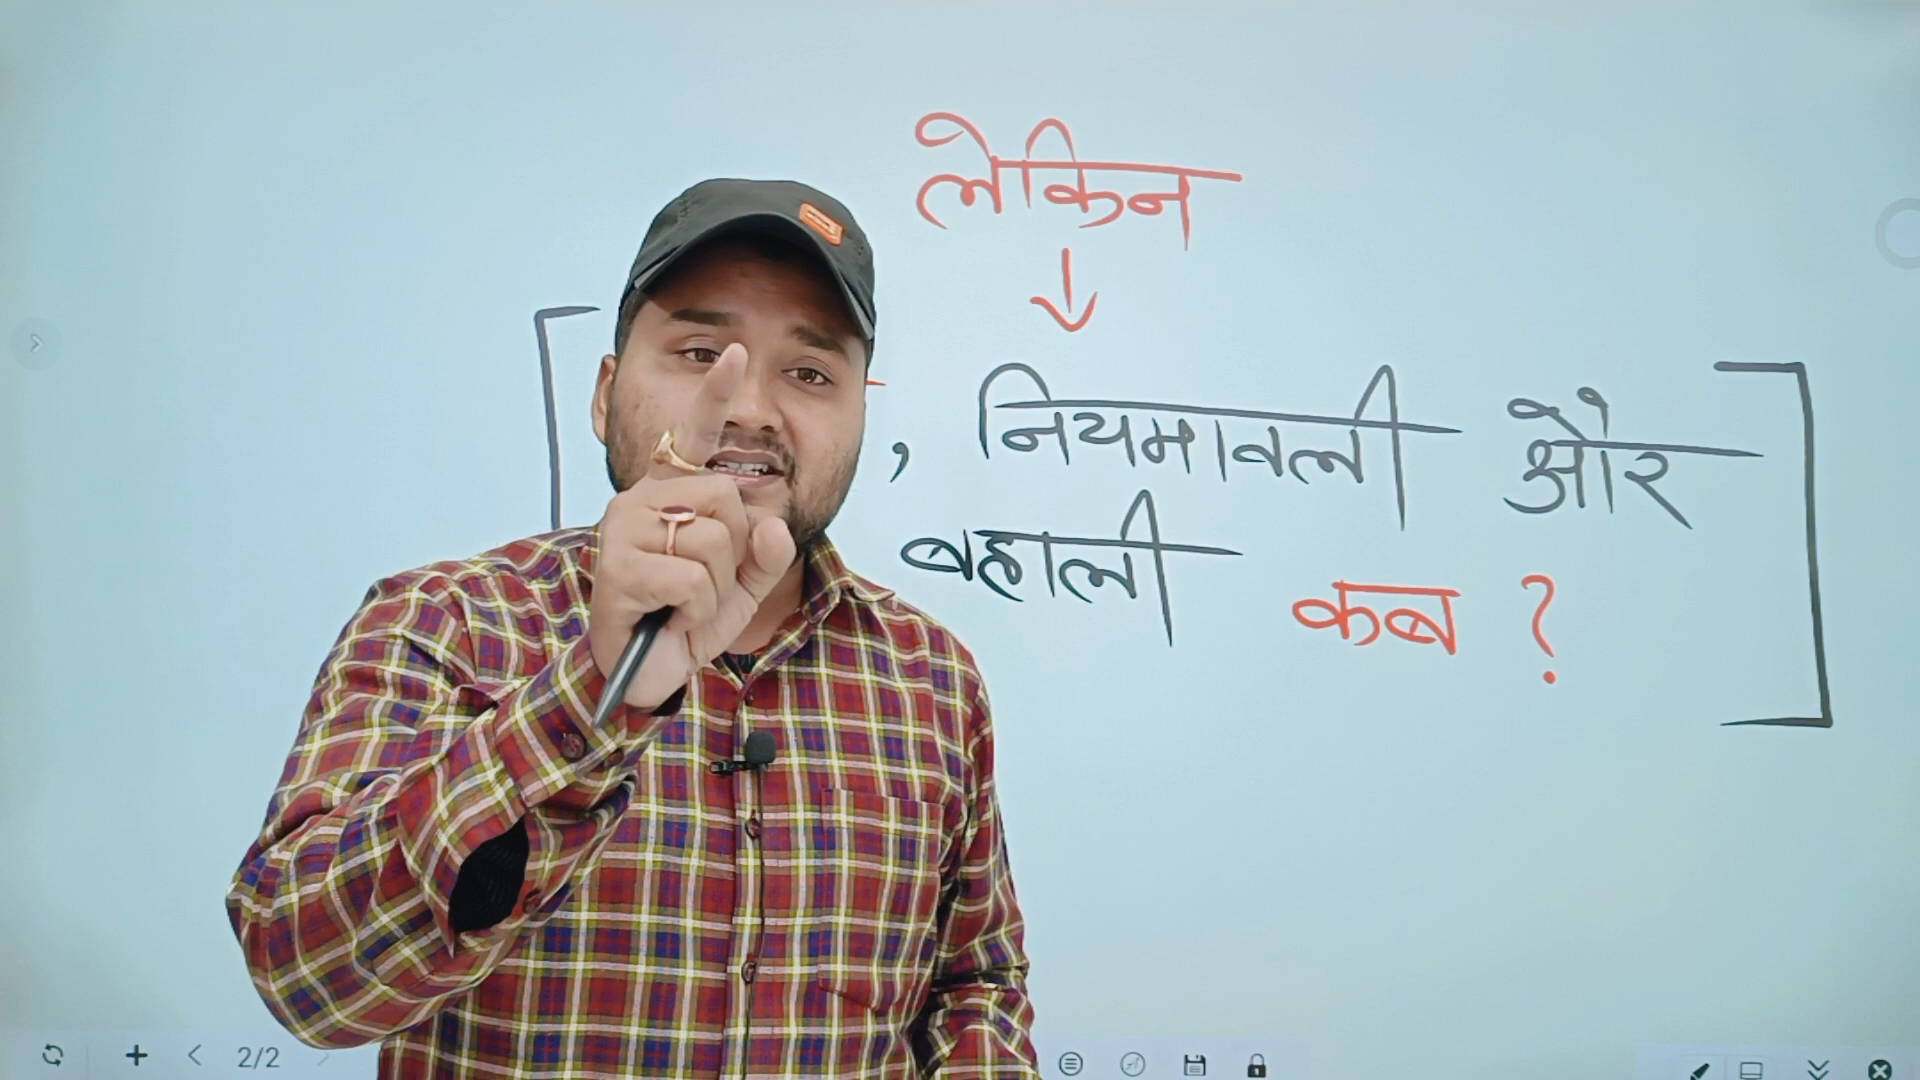 लेकिन
, नियमावली और
बहाली कब ?
2/2